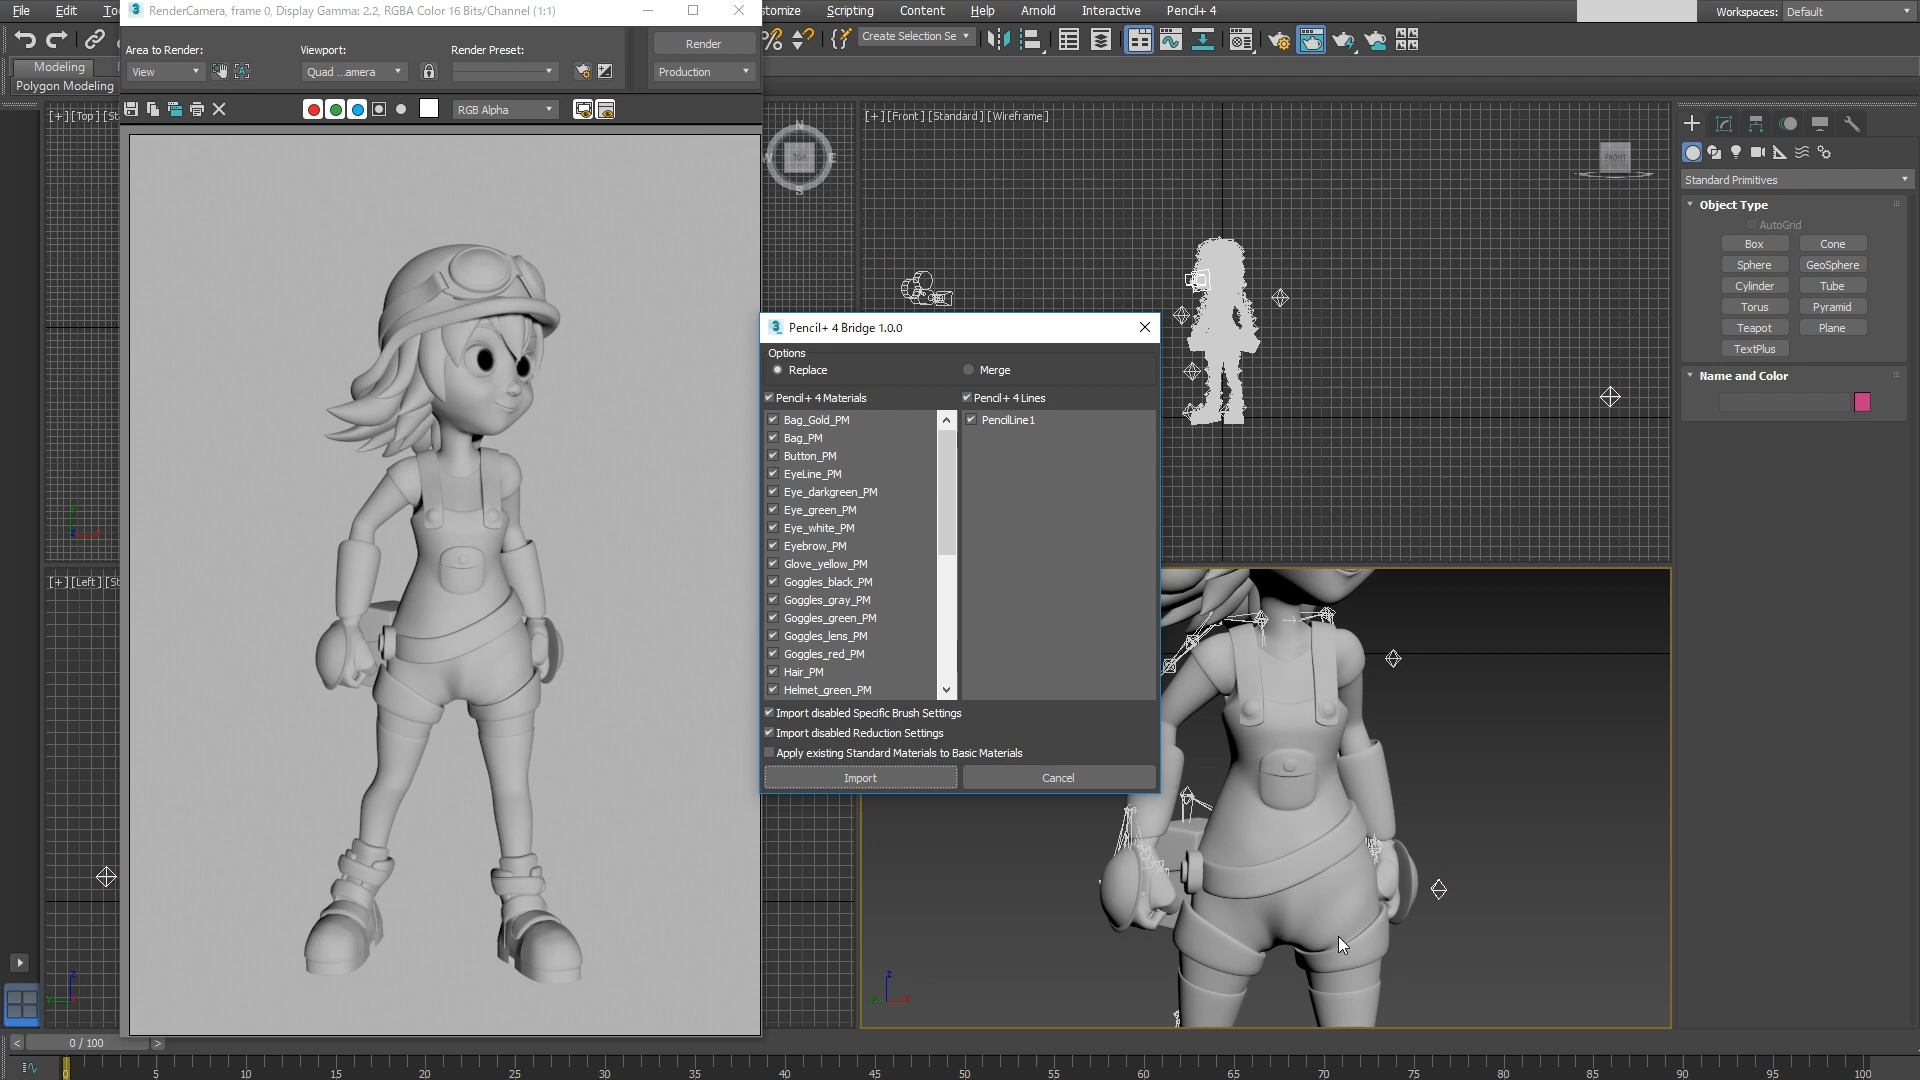 File
Edit
RenderCamera, frame 0, Display Gamma: 2.2, RGBA Color 16 Bits/Channel (1:1)
Scripting
Content
Help
Arnold
Interactive
Pencil+ 4
Workspaces: Default
Area to Render:
Viewport:
Render Preset:
Render
View
Quad ...amera
Production
Create Selection Se
Modeling
Polygon Modeling
RGB Alpha
[+] [Top] [St
TOP
N
E
S
[+] [Front] [Standard] [Wireframe]
FRONT
Standard Primitives
Object Type
AutoGrid
Box
Cone
Sphere
GeoSphere
Cylinder
Tube
Torus
Pyramid
Teapot
Plane
TextPlus
Name and Color
Pencil+ 4 Bridge 1.0.0
Options
Replace
Merge
Pencil+ 4 Materials
Pencil+ 4 Lines
Bag_Gold_PM
PencilLine1
Bag_PM
Button_PM
EyeLine_PM
Eye_darkgreen_PM
Eye_green_PM
Eye_white_PM
Eyebrow_PM
Glove_yellow_PM
Goggles_black_PM
Goggles_gray_PM
Goggles_green_PM
Goggles_lens_PM
Goggles_red_PM
Hair_PM
Helmet_green_PM
Import disabled Specific Brush Settings
Import disabled Reduction Settings
Apply existing Standard Materials to Basic Materials
Import
Cancel
[+] [Left] [St
0 / 100
0 5 10 15 20 25 30 35 40 45 50 55 60 65 70 75 80 85 90 95 100